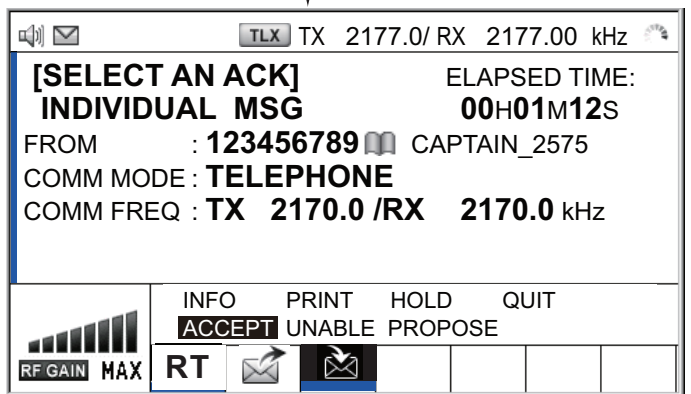 TLX TX 2177.0/ RX 2177.00 kHz
[SELECT AN ACK] ELAPSED TIME:
INDIVIDUAL MSG 00H01M12S
FROM : 123456789 CAPTAIN_2575
COMM MODE : TELEPHONE
COMM FREQ : TX 2170.0 /RX 2170.0 kHz
INFO PRINT HOLD QUIT
ACCEPT UNABLE PROPOSE
RF GAIN MAX RT